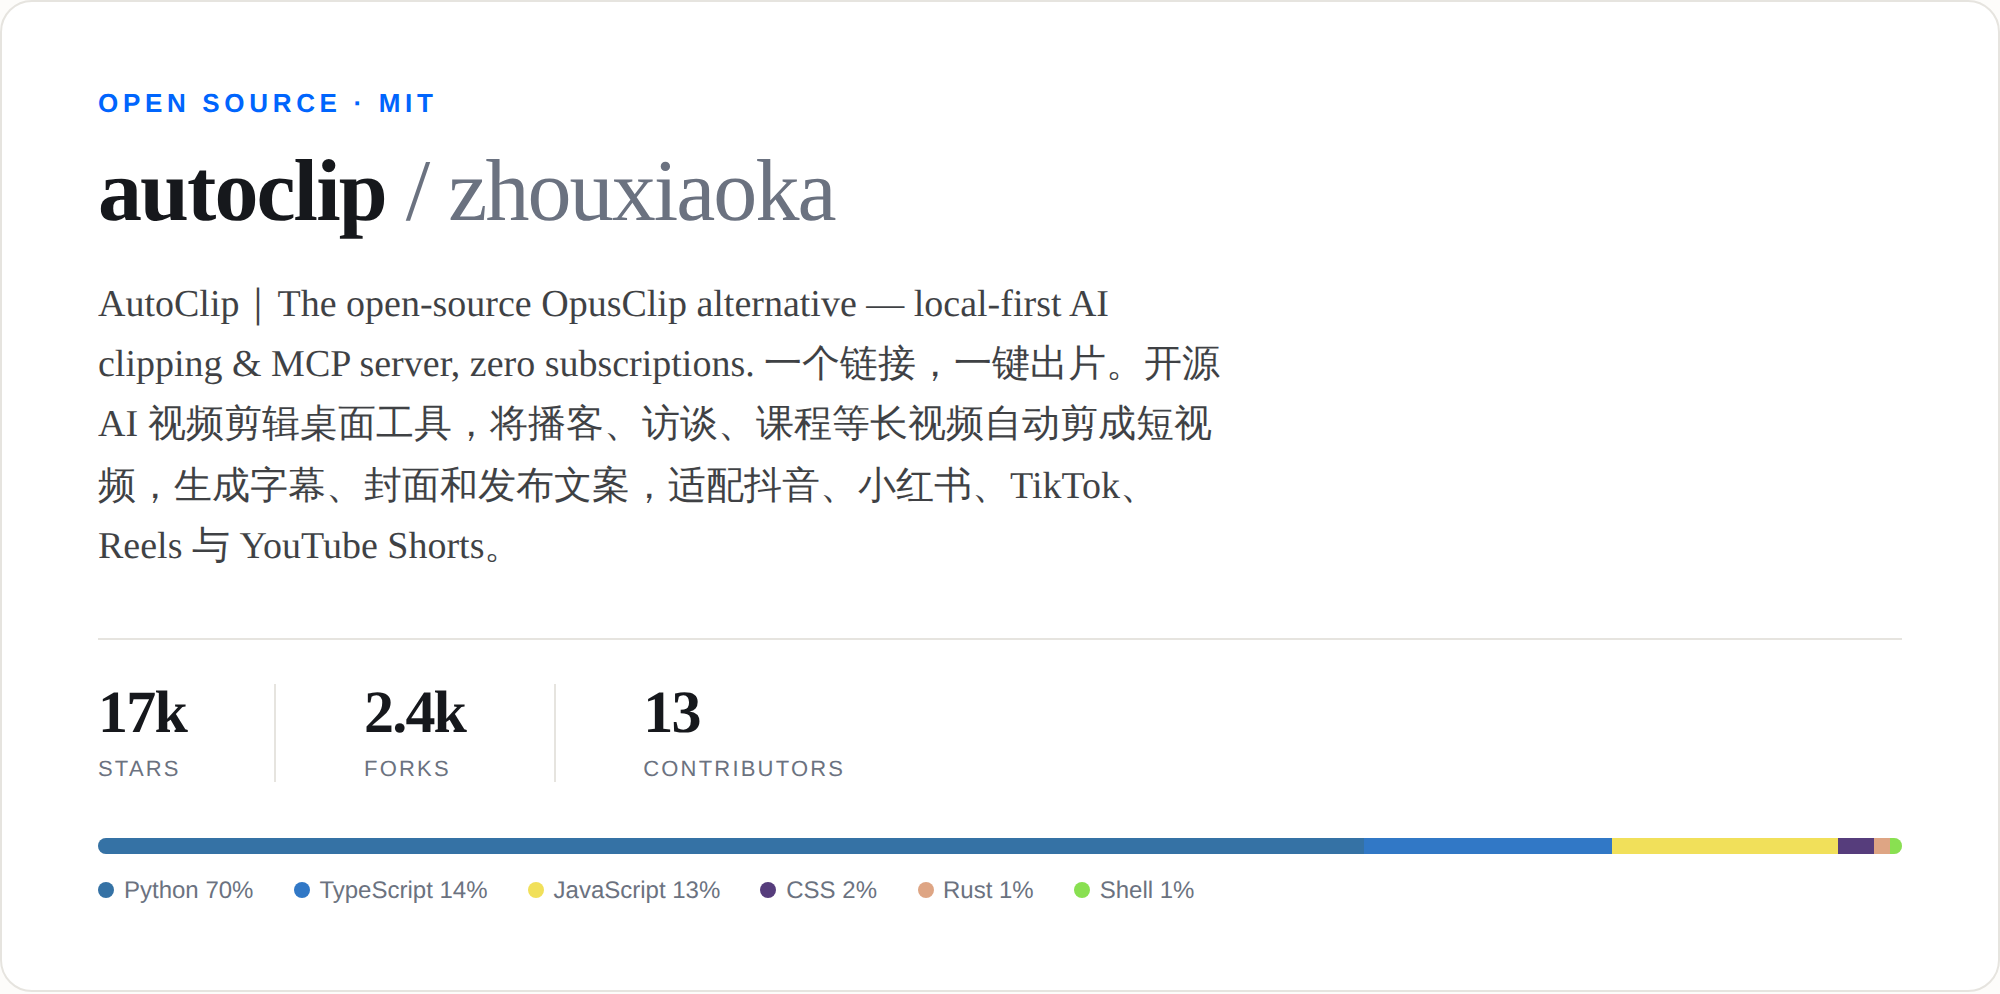 OPEN SOURCE · MIT
autoclip / zhouxiaoka
AutoClip｜The open-source OpusClip alternative — local-first AI
clipping & MCP server, zero subscriptions. 一个链接，一键出片。开源
AI 视频剪辑桌面工具，将播客、访谈、课程等长视频自动剪成短视
频，生成字幕、封面和发布文案，适配抖音、小红书、TikTok、
Reels 与 YouTube Shorts。
17k
STARS
2.4k
FORKS
13
CONTRIBUTORS
Python 70%
TypeScript 14%
JavaScript 13%
CSS 2%
Rust 1%
Shell 1%